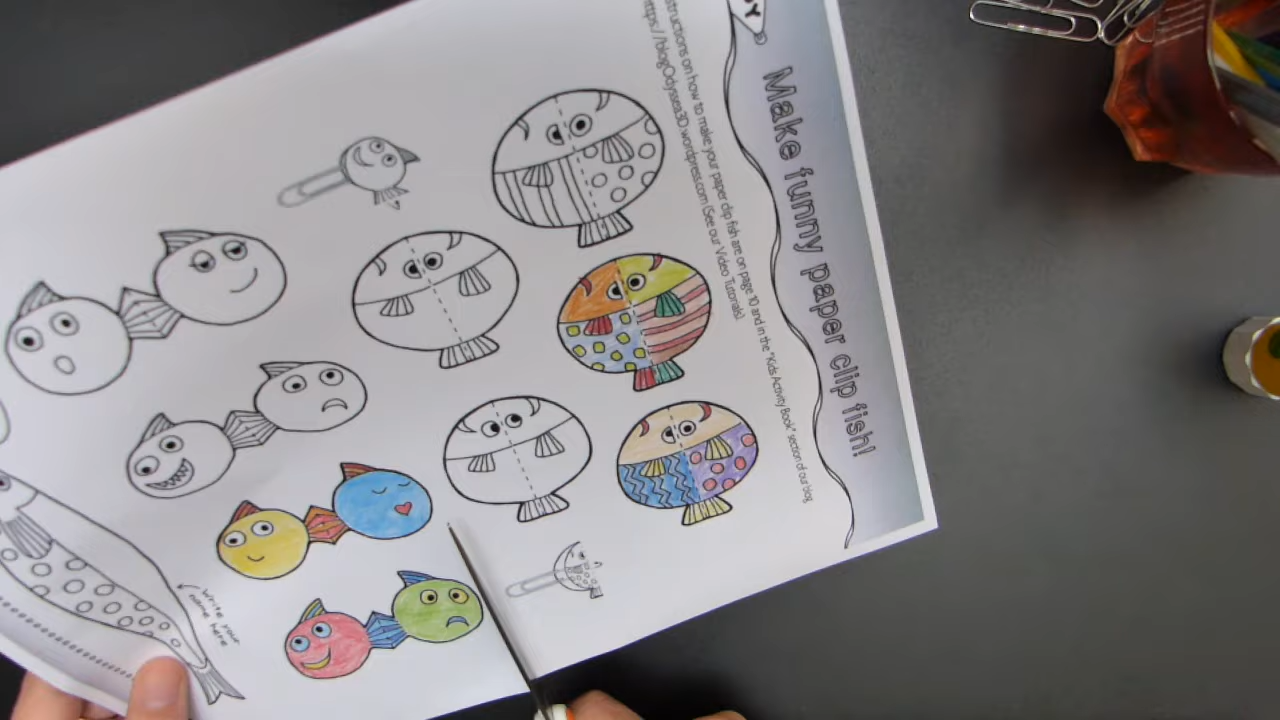 Make funny paper clip fish!
structions on how to make your paper clip fish are on page 10 and in the "Kids Activity Book" section of our blog,
ttps://blogOdyssea3D.wordpress.com (See our Video Tutorials).
write your
name here